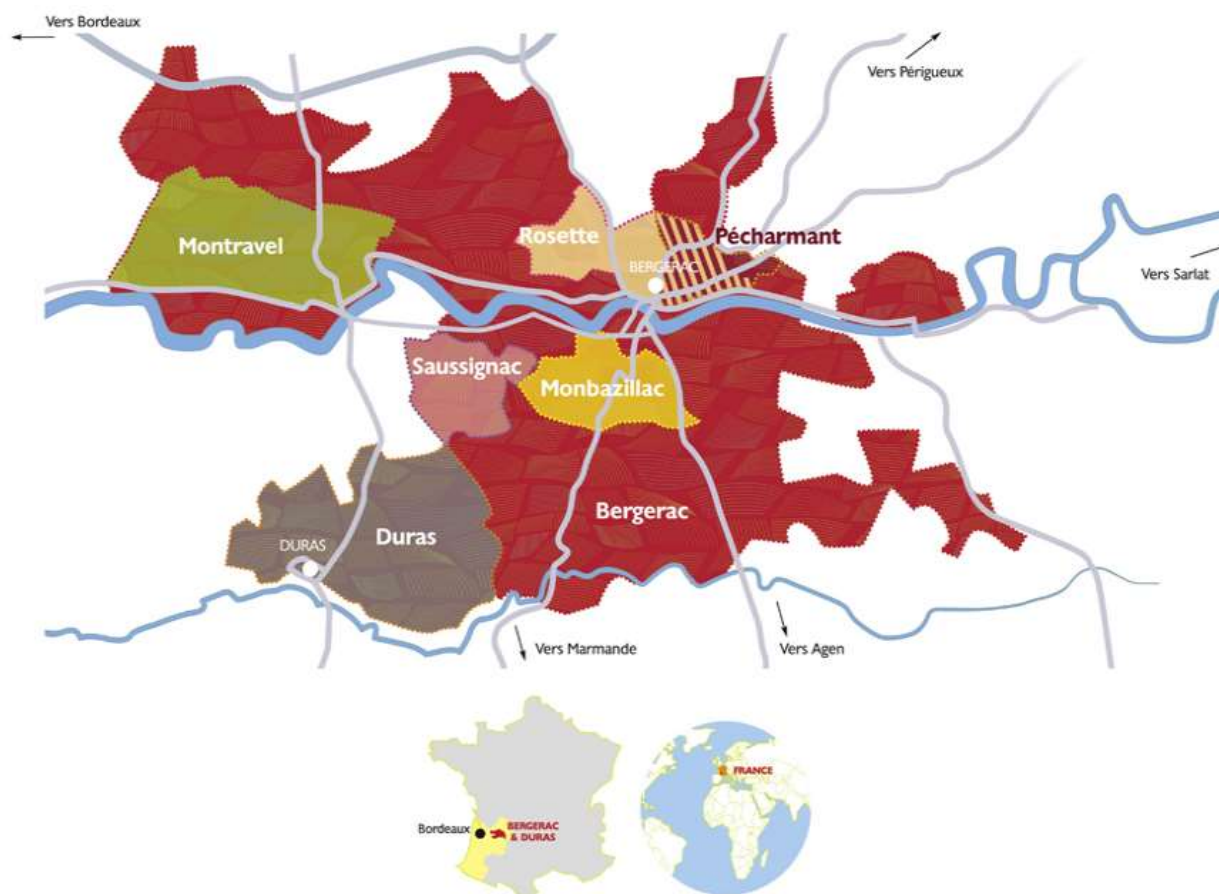 Vers Bordeaux
Vers Périgueux
Montravel
Rosette
Pécharmant
BERGERAC
Vers Sarlat
Saussignac
Monbazillac
Bergerac
Duras
DURAS
Vers Marmande
Vers Agen
FRANCE
Bordeaux
BERGERAC
& DURAS